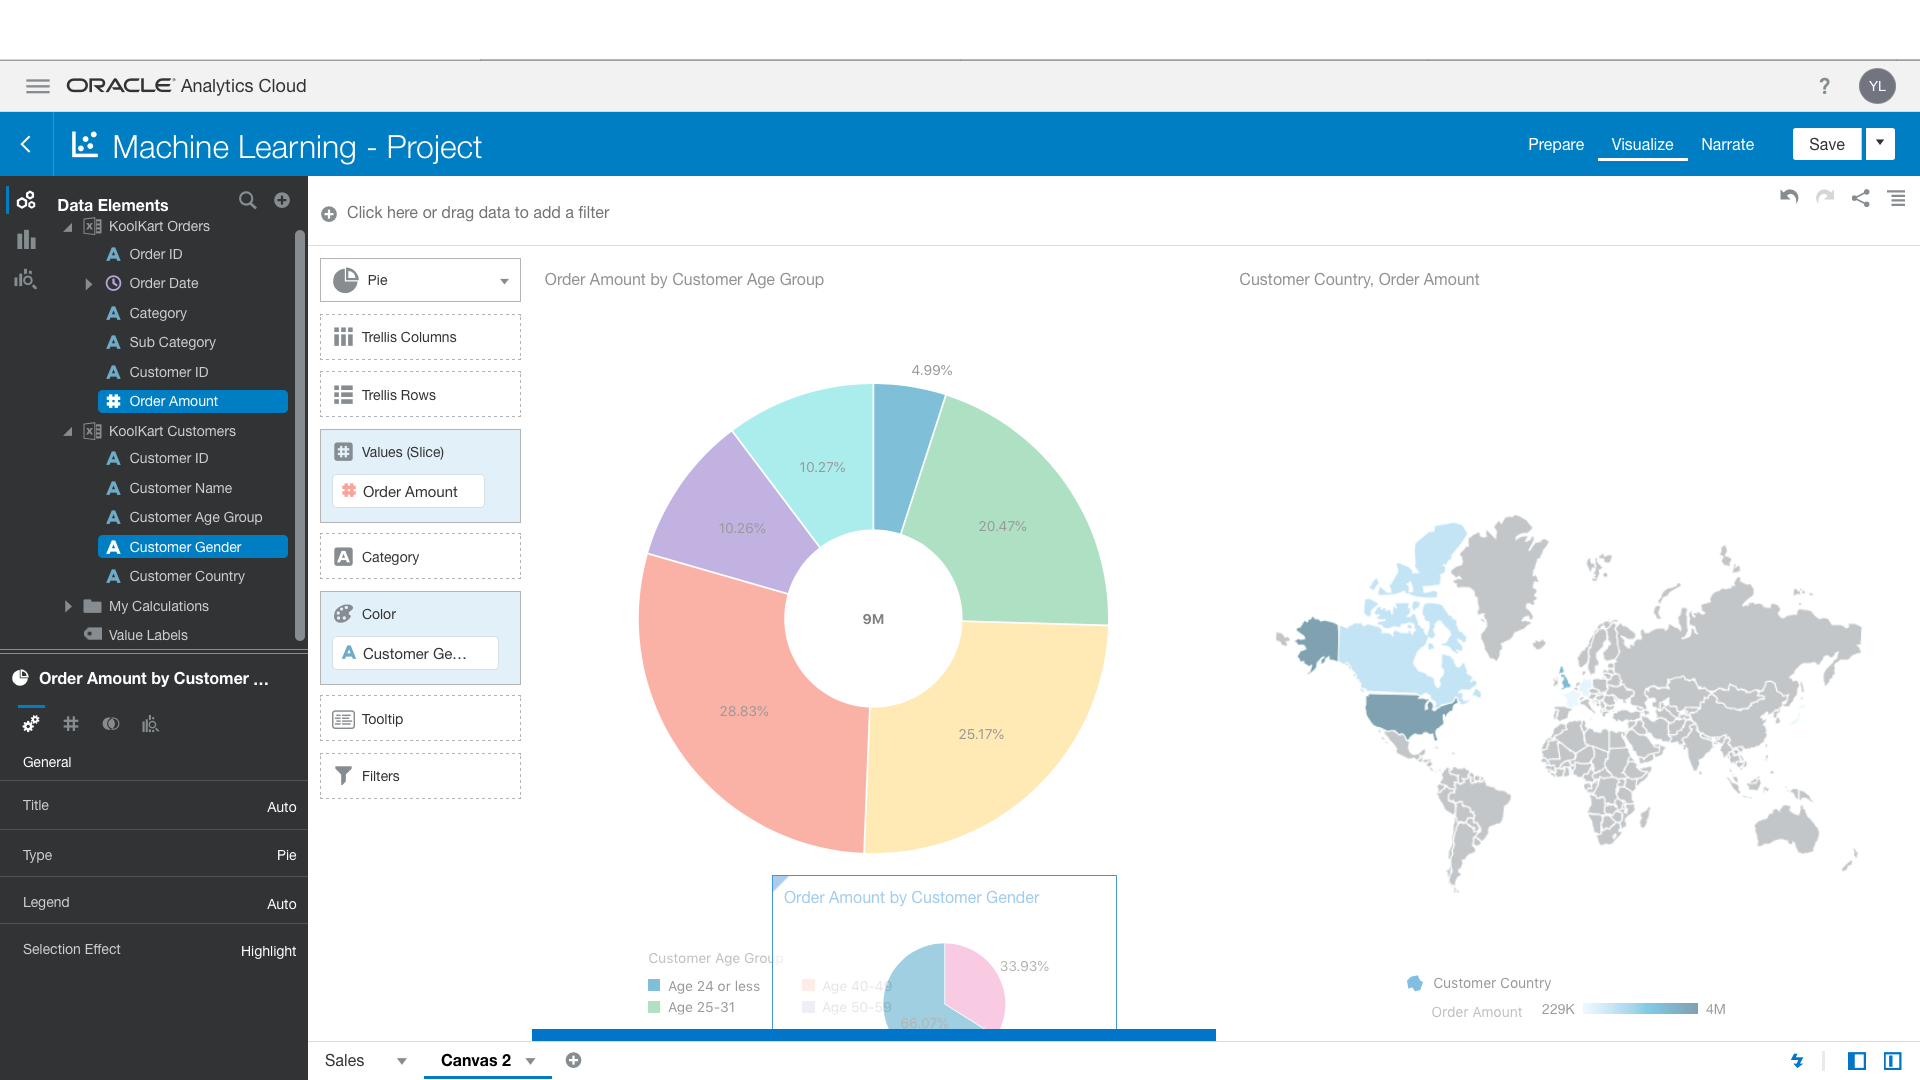 ORACLE Analytics Cloud
?
YL
Machine Learning - Project
Prepare
Visualize
Narrate
Save
Data Elements
KoolKart Orders
Order ID
Order Date
Category
Sub Category
Customer ID
Order Amount
KoolKart Customers
Customer ID
Customer Name
Customer Age Group
Customer Gender
Customer Country
My Calculations
Value Labels
Order Amount by Customer ...
General
Title Auto
Type Pie
Legend Auto
Selection Effect Highlight
Click here or drag data to add a filter
Pie
Trellis Columns
Trellis Rows
Values (Slice)
Order Amount
Category
Color
Customer Ge...
Tooltip
Filters
Order Amount by Customer Age Group
4.99%
20.47%
25.17%
28.83%
10.26%
10.27%
9M
Customer Age Group
Age 24 or less
Age 25-31
Age 40-49
Age 50-59
Order Amount by Customer Gender
33.93%
66.07%
Customer Country, Order Amount
Customer Country
Order Amount 229K 4M
Sales
Canvas 2